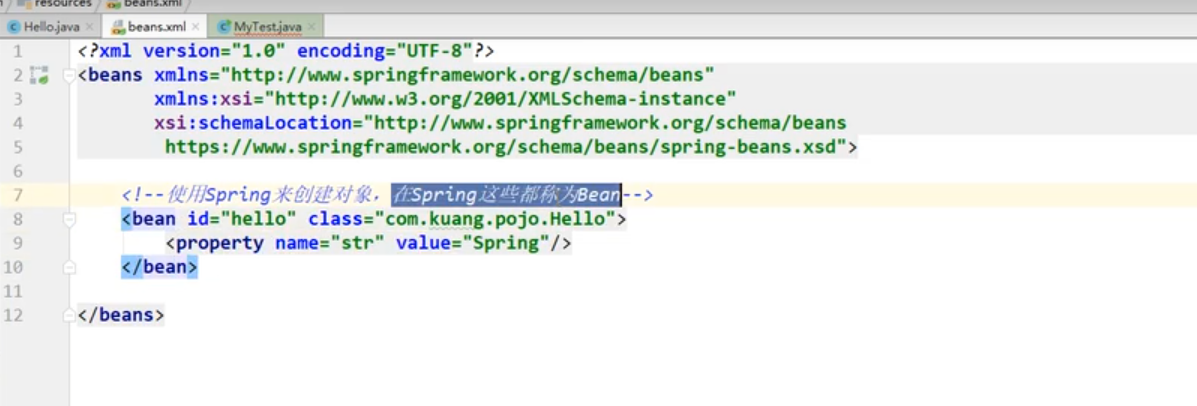 resources beans.xml
Hello.java beans.xml MyTest.java
1 <?xml version="1.0" encoding="UTF-8"?>
2 <beans xmlns="http://www.springframework.org/schema/beans"
3 xmlns:xsi="http://www.w3.org/2001/XMLSchema-instance"
4 xsi:schemaLocation="http://www.springframework.org/schema/beans
5 https://www.springframework.org/schema/beans/spring-beans.xsd">
6
7 <!--使用Spring来创建对象，在Spring这些都称为Bean-->
8 <bean id="hello" class="com.kuang.pojo.Hello">
9 <property name="str" value="Spring"/>
10 </bean>
11
12 </beans>